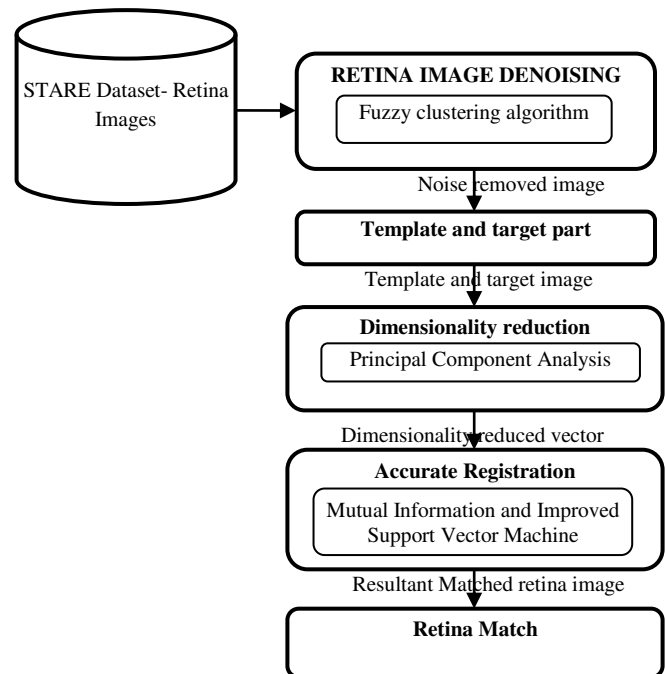 STARE Dataset- Retina
Images
RETINA IMAGE DENOISING
Fuzzy clustering algorithm
Noise removed image
Template and target part
Template and target image
Dimensionality reduction
Principal Component Analysis
Dimensionality reduced vector
Accurate Registration
Mutual Information and Improved
Support Vector Machine
Resultant Matched retina image
Retina Match